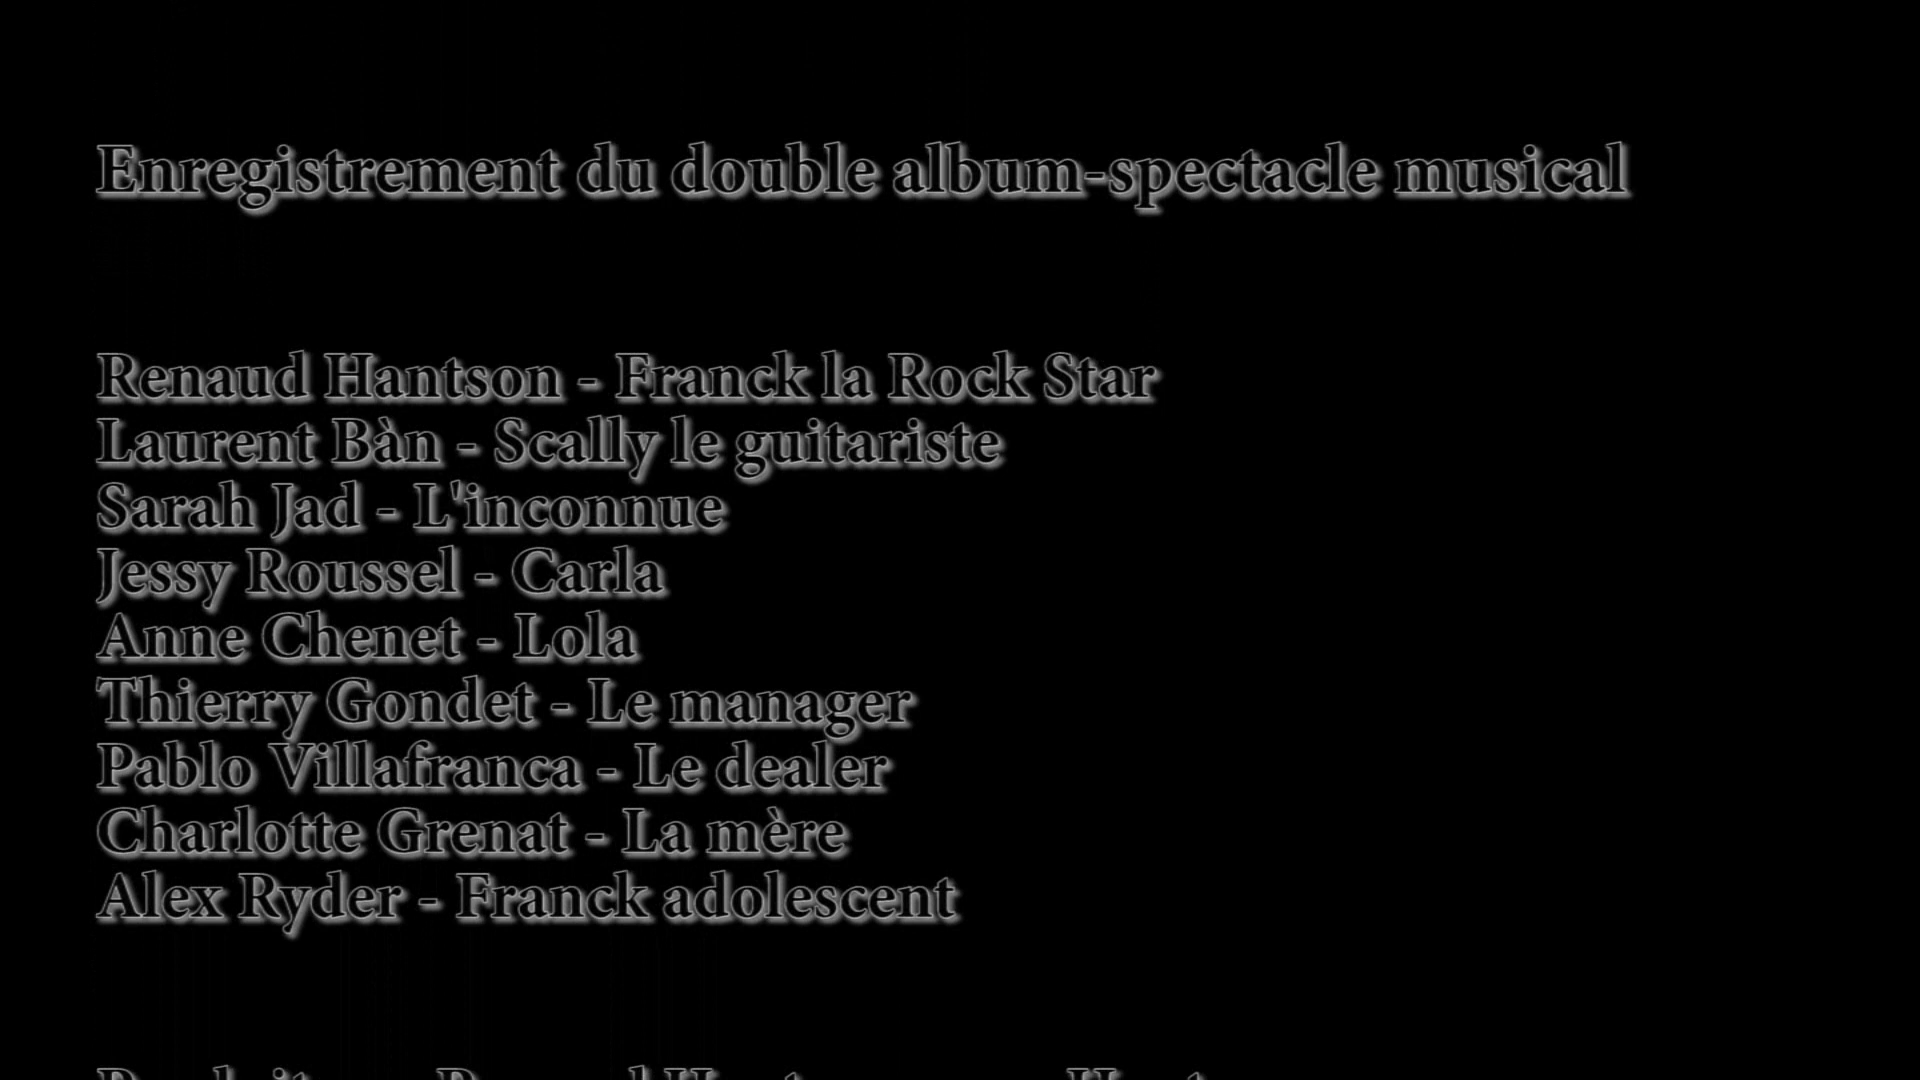 Enregistrement du double album-spectacle musical
Renaud Hantson - Franck la Rock Star
Laurent Bàn - Scally le guitariste
Sarah Jad - L'inconnue
Jessy Roussel - Carla
Anne Chenet - Lola
Thierry Gondet - Le manager
Pablo Villafranca - Le dealer
Charlotte Grenat - La mère
Alex Ryder - Franck adolescent